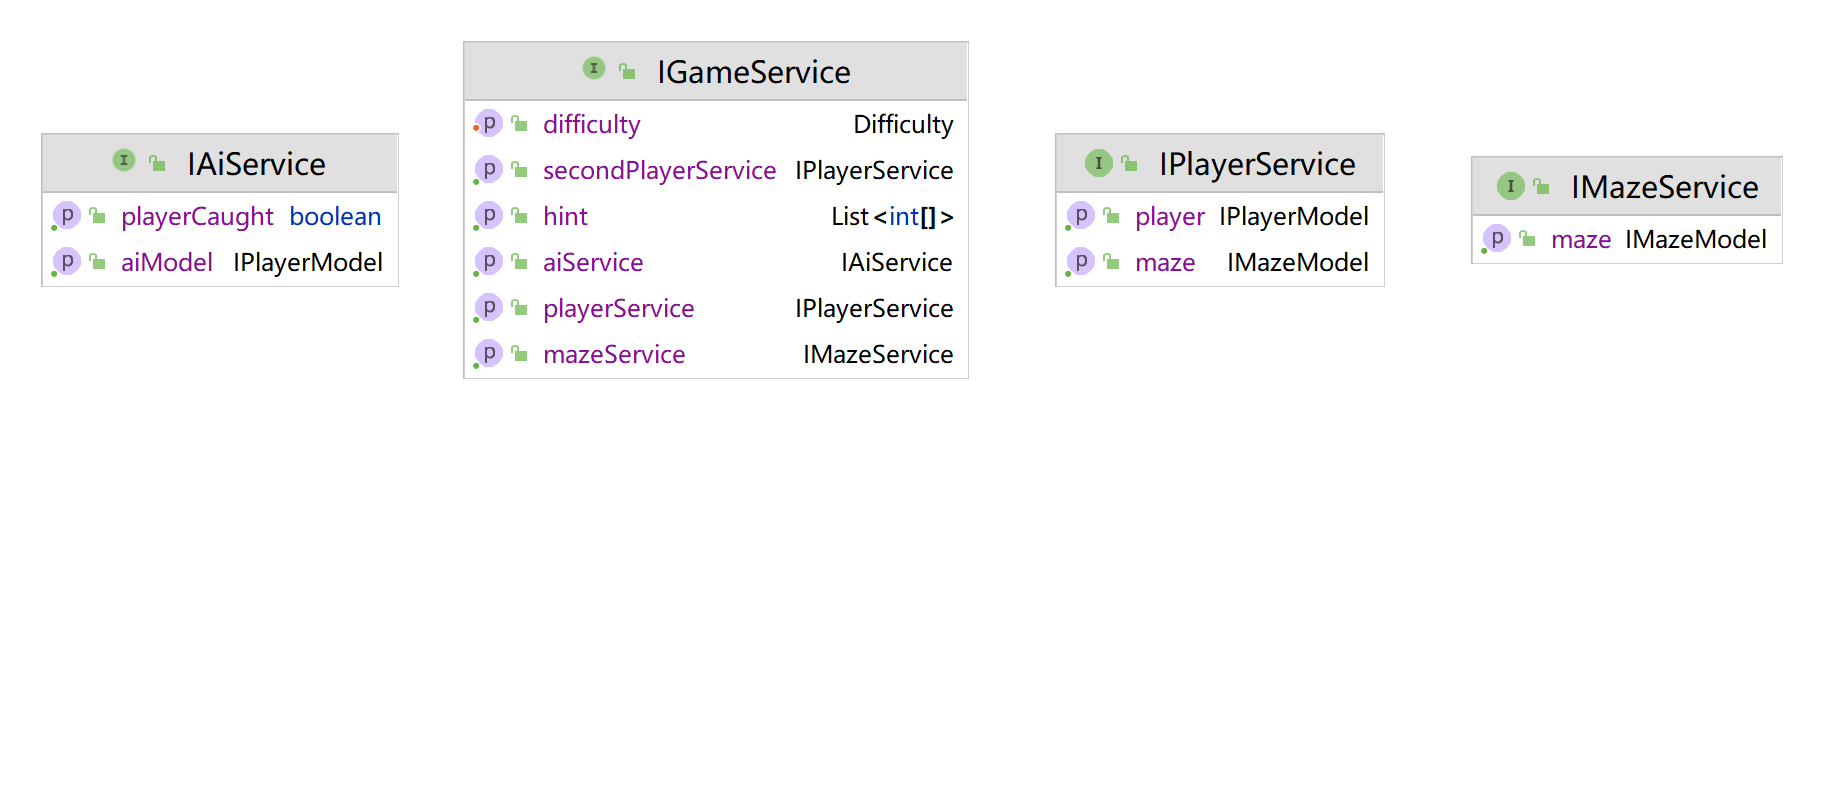 IAiService
playerCaught boolean
aiModel IPlayerModel
IGameService
difficulty Difficulty
secondPlayerService IPlayerService
hint List<int[]>
aiService IAiService
playerService IPlayerService
mazeService IMazeService
IPlayerService
player IPlayerModel
maze IMazeModel
IMazeService
maze IMazeModel